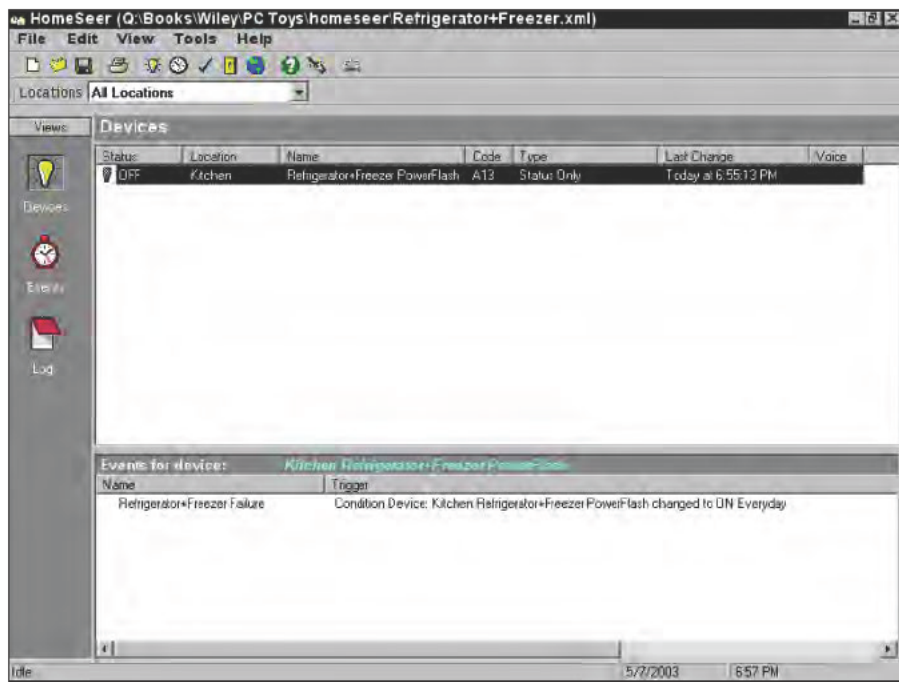 HomeSeer (Q:\Books\Wiley\PC Toys\homeseer\Refrigerator+Freezer.xml)
File Edit View Tools Help
Locations All Locations
Views Devices
Status Location Name Code Type Last Change Voice
OFF Kitchen Refrigerator+Freezer PowerFlash A13 Status Only Today at 6:55:13 PM
Devices
Events
Log
Events for device: Kitchen Refrigerator+Freezer PowerFlash
Name Trigger
Refrigerator+Freezer Failure Condition Device: Kitchen Refrigerator+Freezer PowerFlash changed to ON Everyday
Idle 5/7/2003 6:57 PM